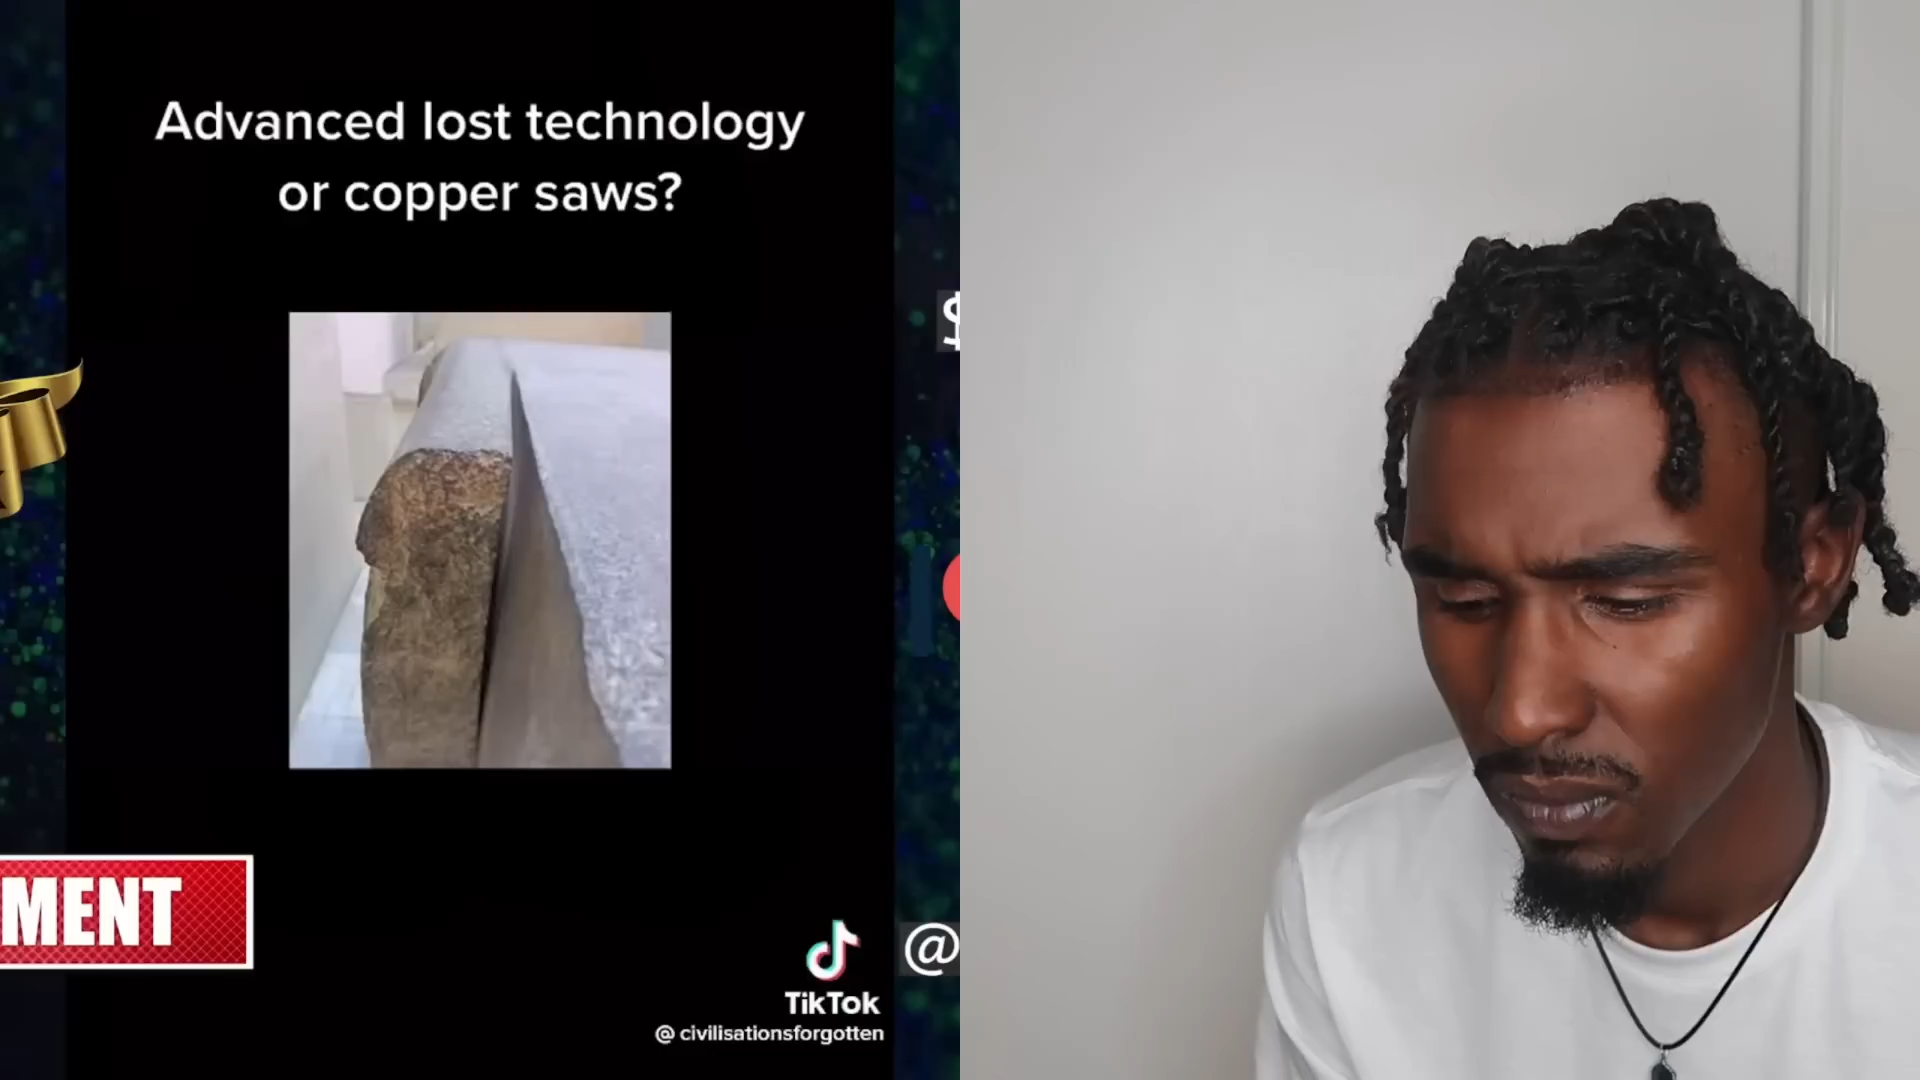 Advanced lost technology
or copper saws?
$
MENT
@
TikTok
@ civilisationsforgotten